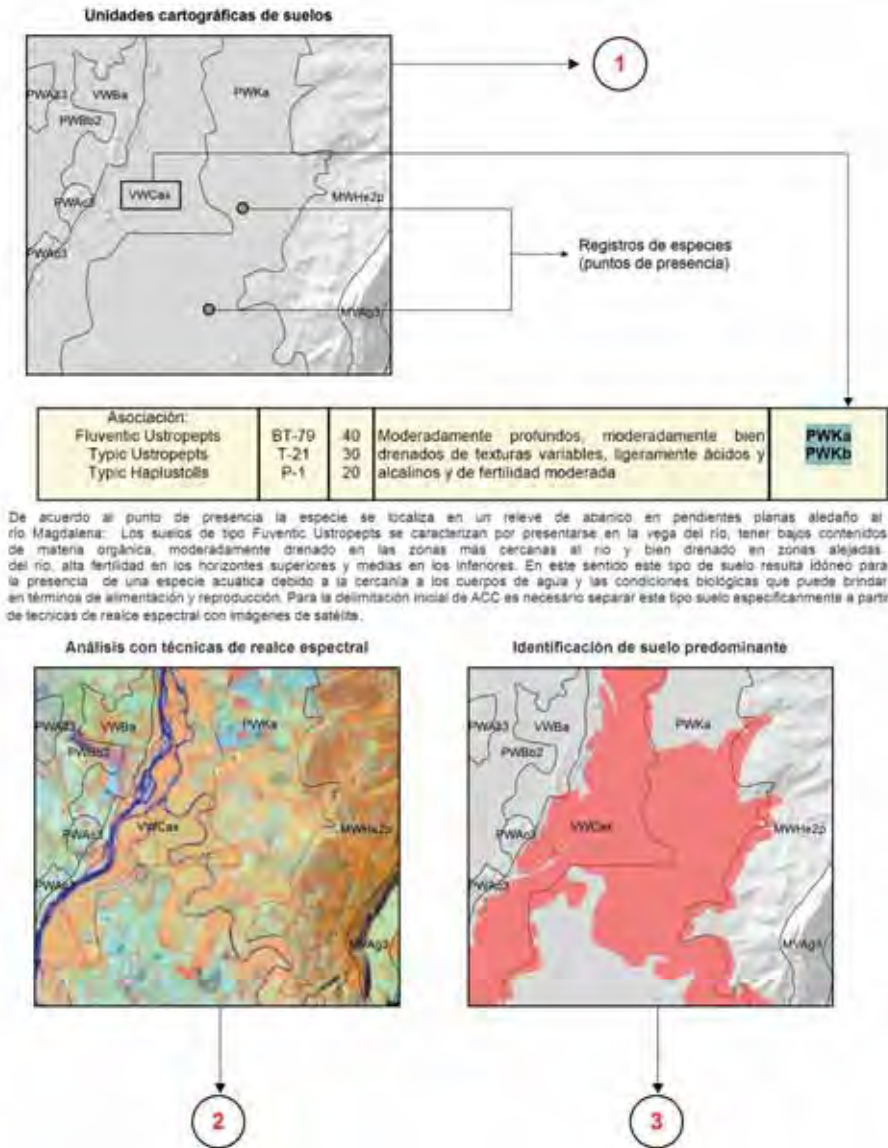 Unidades cartográficas de suelos
1
PWAa3
VWBa
PWKa
PWBb2
VWCax
PWAc3
MWHe2p
PWAc3
MVAg3
Registros de especies
(puntos de presencia)
Asociación:
Fluventic Ustropepts BT-79 40 Moderadamente profundos, moderadamente bien PWKa
Typic Ustropepts T-21 30 drenados de texturas variables, ligeramente ácidos y PWKb
Typic Haplustolls P-1 20 alcalinos y de fertilidad moderada
De acuerdo al punto de presencia la especie se localiza en un releve de abanico en pendientes planas aledaño al
río Magdalena: Los suelos de tipo Fuventic Ustropepts se caracterizan por presentarse en la vega del río, tener bajos contenidos
de materia orgánica, moderadamente drenado en las zonas más cercanas al río y bien drenado en zonas alejadas
del río, alta fertilidad en los horizontes superiores y medias en los inferiores. En este sentido este tipo de suelo resulta idóneo para
la presencia de una especie acuática debido a la cercanía a los cuerpos de agua y las condiciones biológicas que puede brindar
en términos de alimentación y reproducción. Para la delimitación inicial de ACC es necesario separar este tipo suelo específicanmente a partir
de tecnicas de realce espectral con imágenes de satélite.
Análisis con técnicas de realce espectral
Identificación de suelo predominante
VWBa
PWKa
PWBb2
PWAc3
VWCax
MWHe2p
PWAc3
MVAg3
VWBa
PWKa
PWBb2
PWAc3
VWCax
MWHe2p
PWAc3
MVAg3
2
3